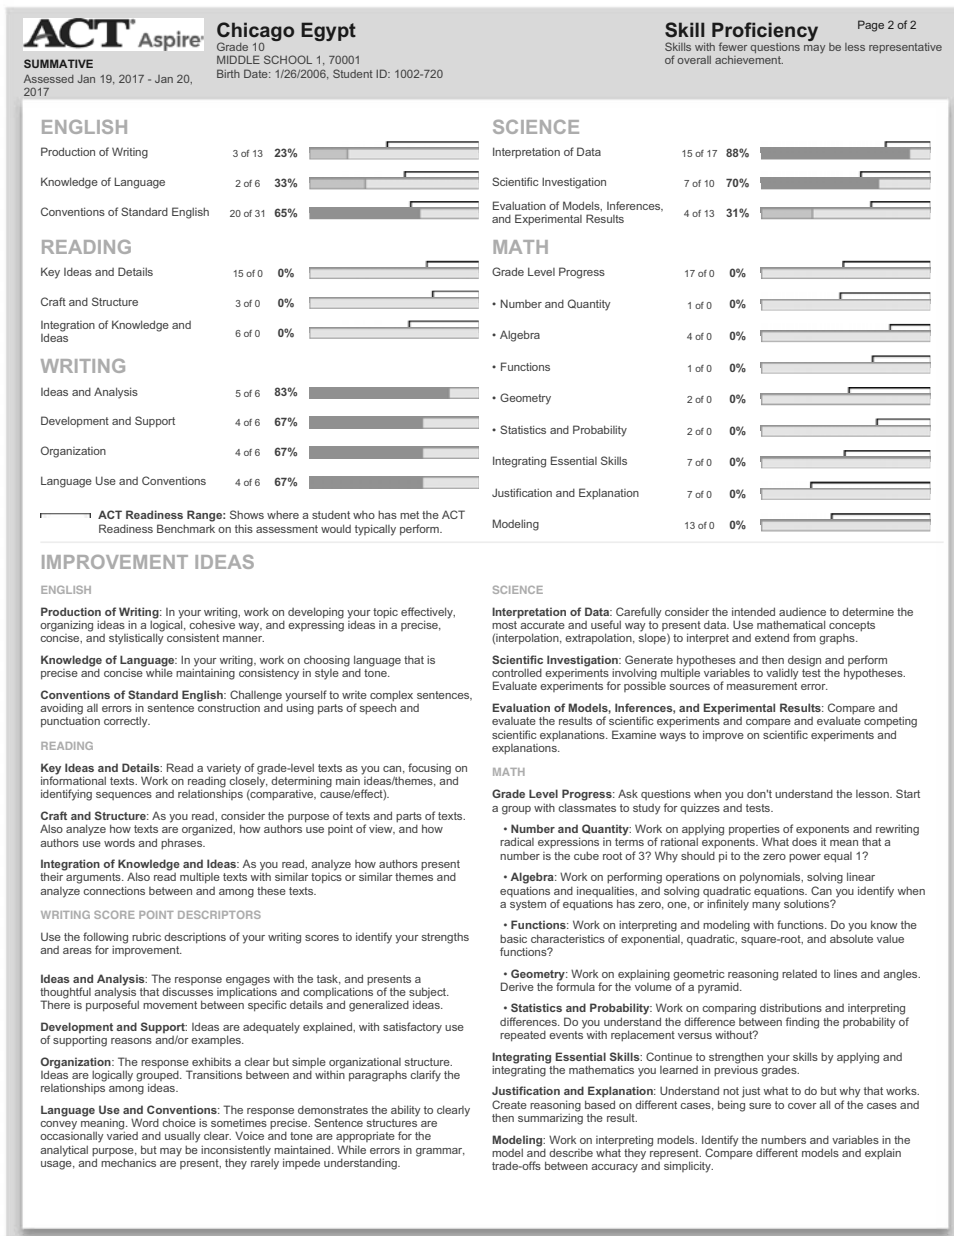 ACT Aspire
SUMMATIVE
Assessed Jan 19, 2017 - Jan 20,
2017
Chicago Egypt
Grade 10
MIDDLE SCHOOL 1, 70001
Birth Date: 1/26/2006, Student ID: 1002-720
Skill Proficiency
Page 2 of 2
Skills with fewer questions may be less representative
of overall achievement.
ENGLISH
Production of Writing 3 of 13 23%
Knowledge of Language 2 of 6 33%
Conventions of Standard English 20 of 31 65%
READING
Key Ideas and Details 15 of 0 0%
Craft and Structure 3 of 0 0%
Integration of Knowledge and
Ideas 6 of 0 0%
WRITING
Ideas and Analysis 5 of 6 83%
Development and Support 4 of 6 67%
Organization 4 of 6 67%
Language Use and Conventions 4 of 6 67%
ACT Readiness Range: Shows where a student who has met the ACT
Readiness Benchmark on this assessment would typically perform.
SCIENCE
Interpretation of Data 15 of 17 88%
Scientific Investigation 7 of 10 70%
Evaluation of Models, Inferences,
and Experimental Results 4 of 13 31%
MATH
Grade Level Progress 17 of 0 0%
• Number and Quantity 1 of 0 0%
• Algebra 4 of 0 0%
• Functions 1 of 0 0%
• Geometry 2 of 0 0%
• Statistics and Probability 2 of 0 0%
Integrating Essential Skills 7 of 0 0%
Justification and Explanation 7 of 0 0%
Modeling 13 of 0 0%
IMPROVEMENT IDEAS
ENGLISH
Production of Writing: In your writing, work on developing your topic effectively,
organizing ideas in a logical, cohesive way, and expressing ideas in a precise,
concise, and stylistically consistent manner.
Knowledge of Language: In your writing, work on choosing language that is
precise and concise while maintaining consistency in style and tone.
Conventions of Standard English: Challenge yourself to write complex sentences,
avoiding all errors in sentence construction and using parts of speech and
punctuation correctly.
READING
Key Ideas and Details: Read a variety of grade-level texts as you can, focusing on
informational texts. Work on reading closely, determining main ideas/themes, and
identifying sequences and relationships (comparative, cause/effect).
Craft and Structure: As you read, consider the purpose of texts and parts of texts.
Also analyze how texts are organized, how authors use point of view, and how
authors use words and phrases.
Integration of Knowledge and Ideas: As you read, analyze how authors present
their arguments. Also read multiple texts with similar topics or similar themes and
analyze connections between and among these texts.
WRITING SCORE POINT DESCRIPTORS
Use the following rubric descriptions of your writing scores to identify your strengths
and areas for improvement.
Ideas and Analysis: The response engages with the task, and presents a
thoughtful analysis that discusses implications and complications of the subject.
There is purposeful movement between specific details and generalized ideas.
Development and Support: Ideas are adequately explained, with satisfactory use
of supporting reasons and/or examples.
Organization: The response exhibits a clear but simple organizational structure.
Ideas are logically grouped. Transitions between and within paragraphs clarify the
relationships among ideas.
Language Use and Conventions: The response demonstrates the ability to clearly
convey meaning. Word choice is sometimes precise. Sentence structures are
occasionally varied and usually clear. Voice and tone are appropriate for the
analytical purpose, but may be inconsistently maintained. While errors in grammar,
usage, and mechanics are present, they rarely impede understanding.
SCIENCE
Interpretation of Data: Carefully consider the intended audience to determine the
most accurate and useful way to present data. Use mathematical concepts
(interpolation, extrapolation, slope) to interpret and extend from graphs.
Scientific Investigation: Generate hypotheses and then design and perform
controlled experiments involving multiple variables to validly test the hypotheses.
Evaluate experiments for possible sources of measurement error.
Evaluation of Models, Inferences, and Experimental Results: Compare and
evaluate the results of scientific experiments and compare and evaluate competing
scientific explanations. Examine ways to improve on scientific experiments and
explanations.
MATH
Grade Level Progress: Ask questions when you don't understand the lesson. Start
a group with classmates to study for quizzes and tests.
• Number and Quantity: Work on applying properties of exponents and rewriting
radical expressions in terms of rational exponents. What does it mean that a
number is the cube root of 3? Why should pi to the zero power equal 1?
• Algebra: Work on performing operations on polynomials, solving linear
equations and inequalities, and solving quadratic equations. Can you identify when
a system of equations has zero, one, or infinitely many solutions?
• Functions: Work on interpreting and modeling with functions. Do you know the
basic characteristics of exponential, quadratic, square-root, and absolute value
functions?
• Geometry: Work on explaining geometric reasoning related to lines and angles.
Derive the formula for the volume of a pyramid.
• Statistics and Probability: Work on comparing distributions and interpreting
differences. Do you understand the difference between finding the probability of
repeated events with replacement versus without?
Integrating Essential Skills: Continue to strengthen your skills by applying and
integrating the mathematics you learned in previous grades.
Justification and Explanation: Understand not just what to do but why that works.
Create reasoning based on different cases, being sure to cover all of the cases and
then summarizing the result.
Modeling: Work on interpreting models. Identify the numbers and variables in the
model and describe what they represent. Compare different models and explain
trade-offs between accuracy and simplicity.